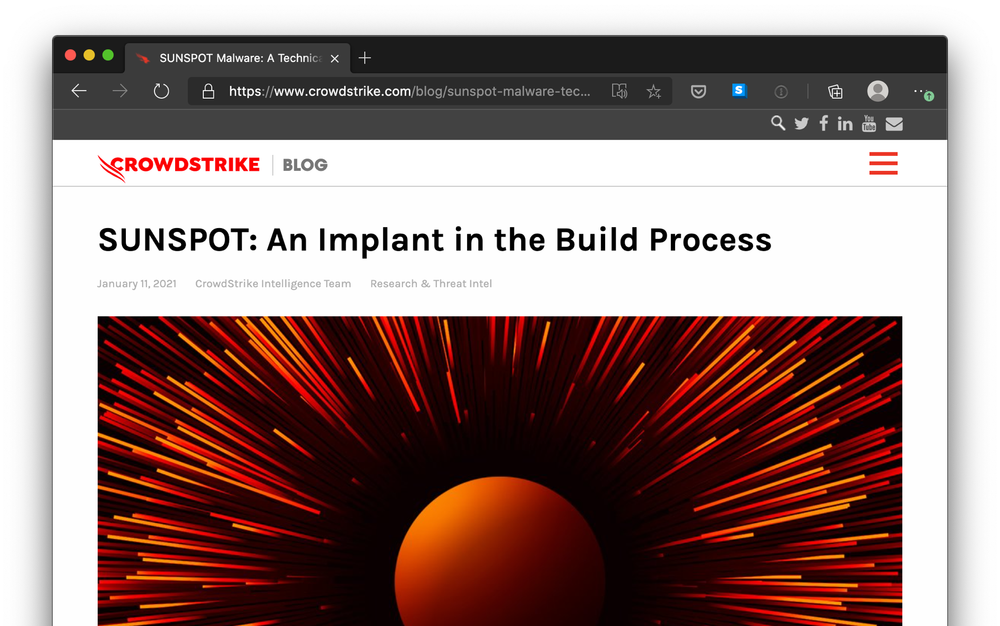 SUNSPOT Malware: A Technica
https://www.crowdstrike.com/blog/sunspot-malware-tec...
You Tube
CROWDSTRIKE | BLOG
SUNSPOT: An Implant in the Build Process
January 11, 2021 CrowdStrike Intelligence Team Research & Threat Intel